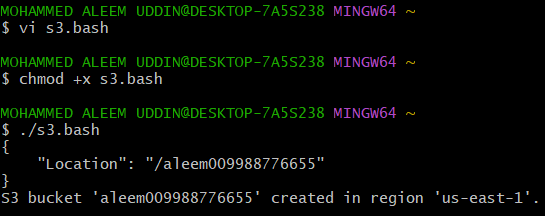 MOHAMMED ALEEM UDDIN@DESKTOP-7A5S238 MINGW64 ~
$ vi s3.bash
MOHAMMED ALEEM UDDIN@DESKTOP-7A5S238 MINGW64 ~
$ chmod +x s3.bash
MOHAMMED ALEEM UDDIN@DESKTOP-7A5S238 MINGW64 ~
$ ./s3.bash
{
    "Location": "/aleem009988776655"
}
S3 bucket 'aleem009988776655' created in region 'us-east-1'.